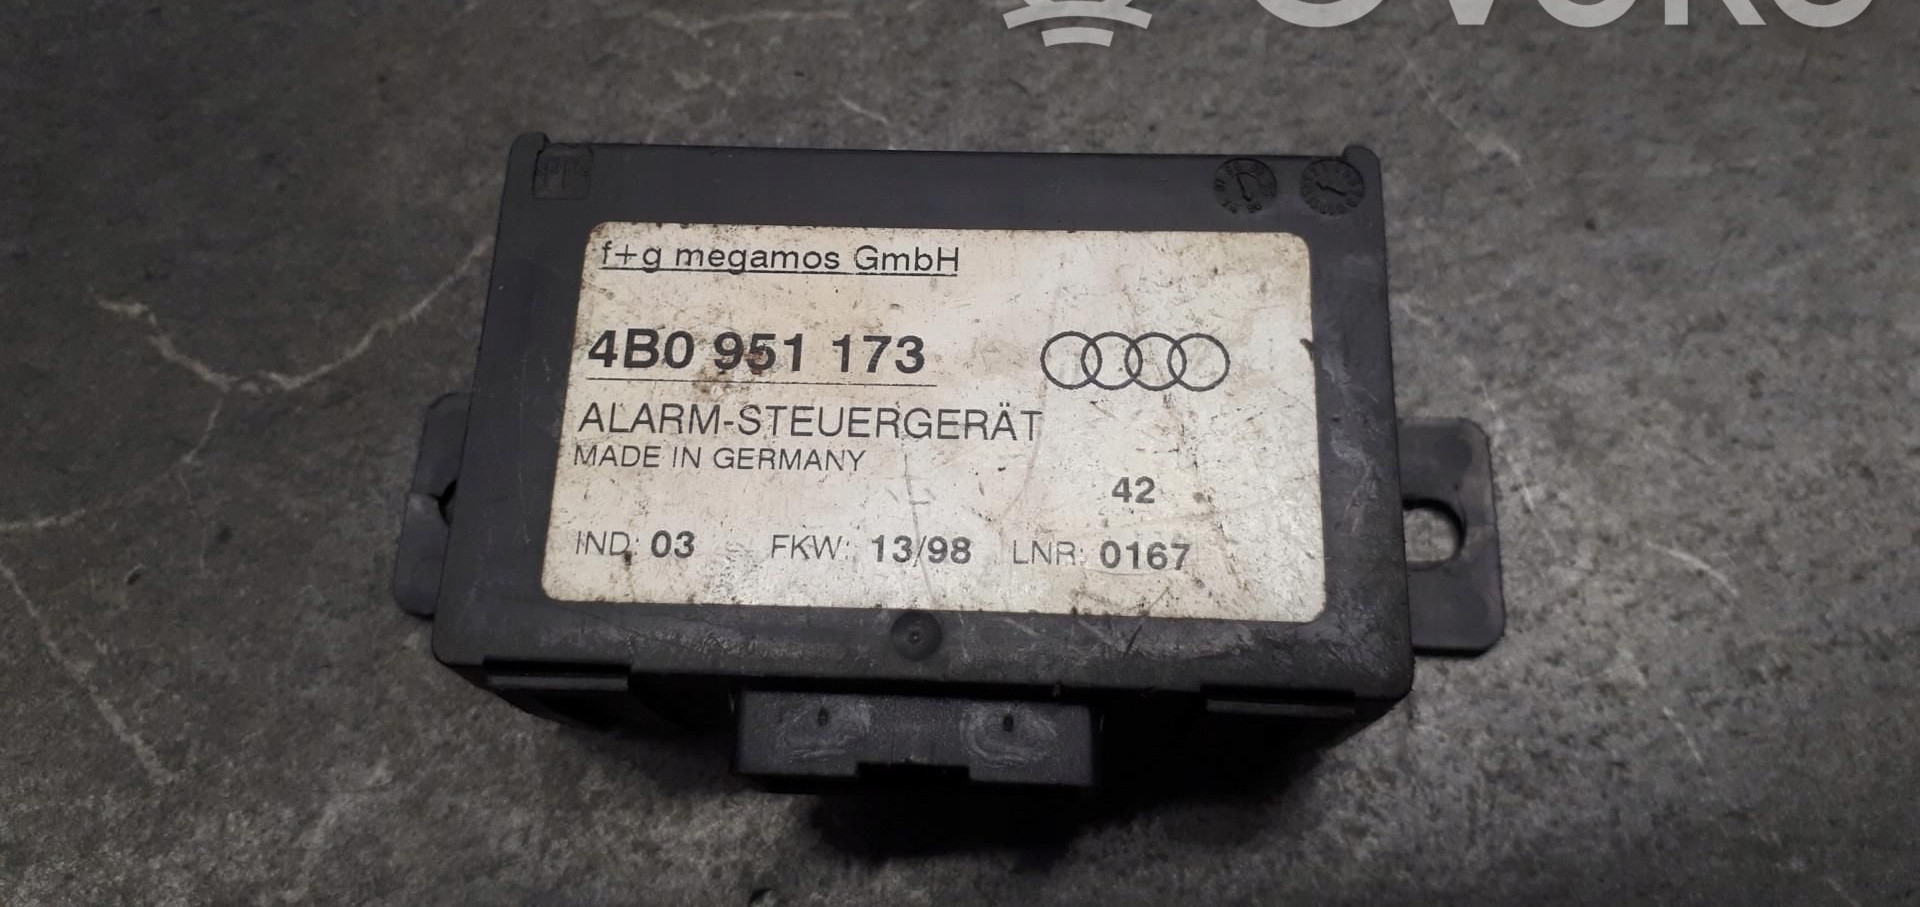 f+g megamos GmbH
4B0 951 173
ALARM-STEUERGERÄT
MADE IN GERMANY
42
IND: 03 FKW: 13/98 LNR: 0167